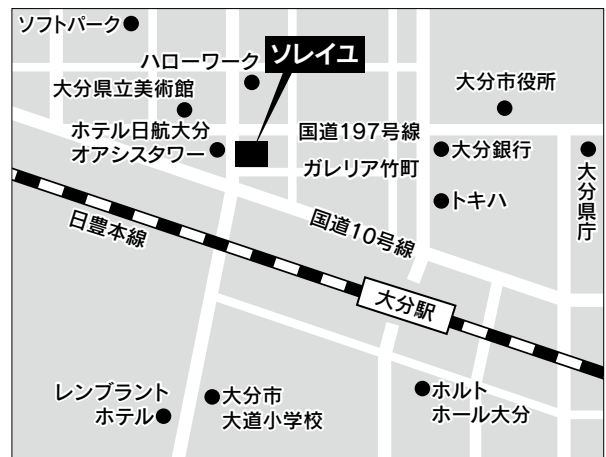 ソフトパーク
ハローワーク
ソレイユ
大分県立美術館
大分市役所
ホテル日航大分
オアシスタワー
国道197号線
ガレリア竹町
大分銀行
トキハ
大分県庁
国道10号線
日豊本線
大分駅
レンブラント
ホテル
大分市
大道小学校
ホルト
ホール大分